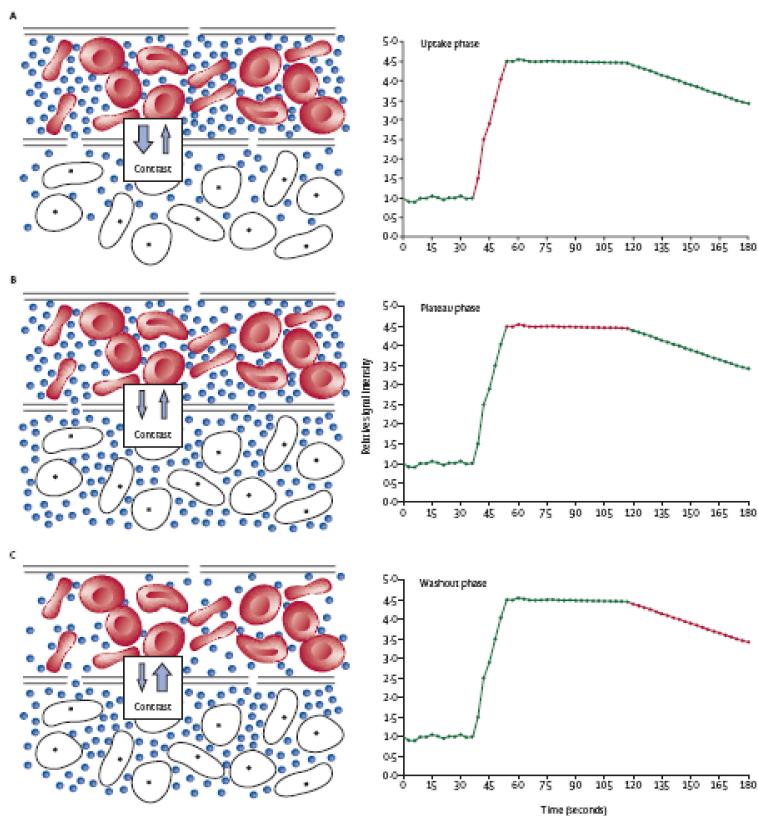 A
Uptake phase
5·0
4·5
4·0
3·5
3·0
2·5
2·0
1·5
1·0
0·5
0·0
0 15 30 45 60 75 90 105 120 135 150 165 180
Contrast
B
Plateau phase
5·0
4·5
4·0
3·5
3·0
2·5
2·0
1·5
1·0
0·5
0·0
Relative signal intensity
0 15 30 45 60 75 90 105 120 135 150 165 180
Contrast
C
Washout phase
5·0
4·5
4·0
3·5
3·0
2·5
2·0
1·5
1·0
0·5
0·0
0 15 30 45 60 75 90 105 120 135 150 165 180
Contrast
Time (seconds)